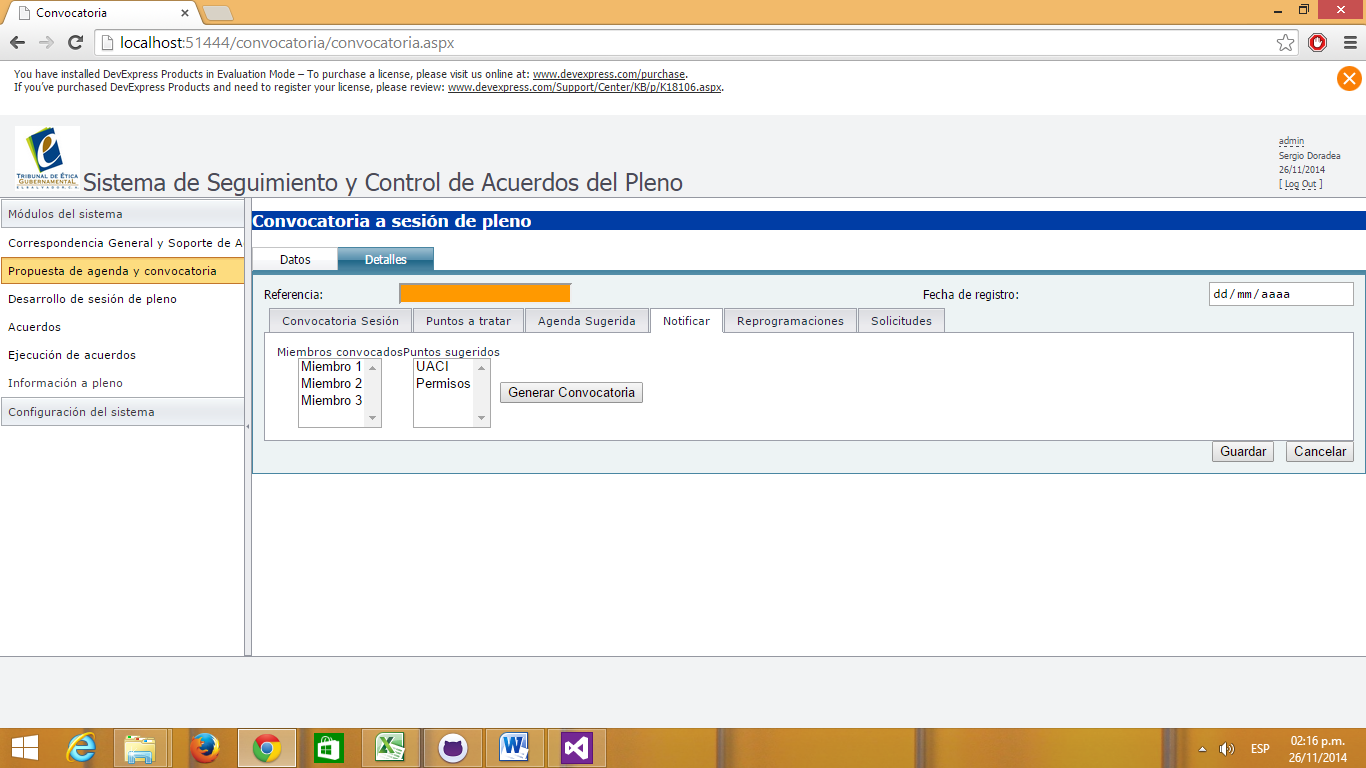 Convocatoria
localhost:51444/convocatoria/convocatoria.aspx
You have installed DevExpress Products in Evaluation Mode – To purchase a license, please visit us online at: www.devexpress.com/purchase.
If you've purchased DevExpress Products and need to register your license, please review: www.devexpress.com/Support/Center/KB/p/K18106.aspx.
TRIBUNAL DE ÉTICA
GUBERNAMENTAL
Sistema de Seguimiento y Control de Acuerdos del Pleno
admin
Sergio Doradea
26/11/2014
[ Log Out ]
Módulos del sistema
Correspondencia General y Soporte de A
Propuesta de agenda y convocatoria
Desarrollo de sesión de pleno
Acuerdos
Ejecución de acuerdos
Información a pleno
Configuración del sistema
Convocatoria a sesión de pleno
Datos Detalles
Referencia: Fecha de registro: dd/mm/aaaa
Convocatoria Sesión Puntos a tratar Agenda Sugerida Notificar Reprogramaciones Solicitudes
Miembros convocados Puntos sugeridos
Miembro 1 UACI
Miembro 2 Permisos
Miembro 3
Generar Convocatoria
Guardar Cancelar
ESP
02:16 p.m.
26/11/2014